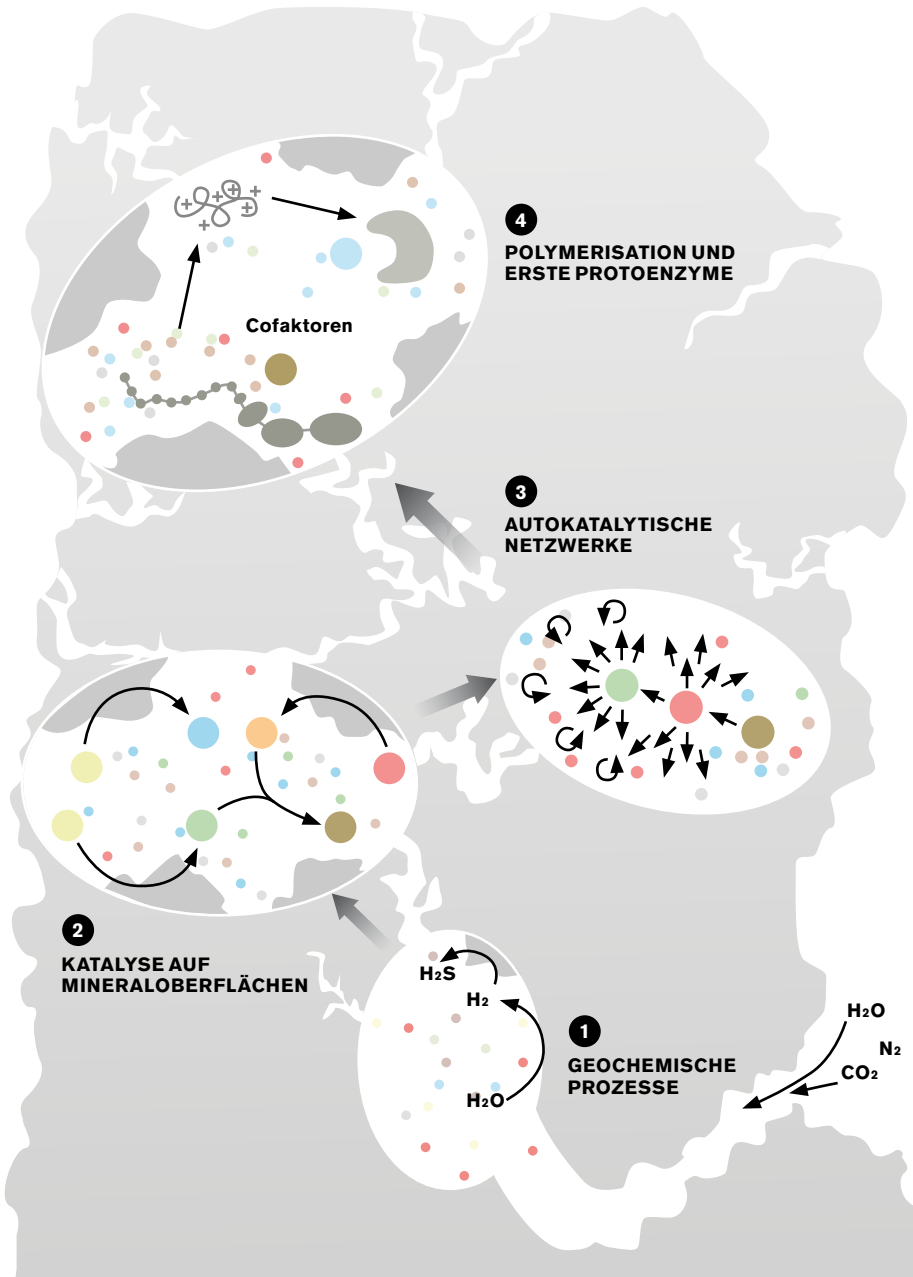 4
POLYMERISATION UND
ERSTE PROTOENZYME
Cofaktoren
3
AUTOKATALYTISCHE
NETZWERKE
2
KATALYSE AUF
MINERALOBERFLÄCHEN
H2S
H2
H2O
1
GEOCHEMISCHE
PROZESSE
H2O
N2
CO2